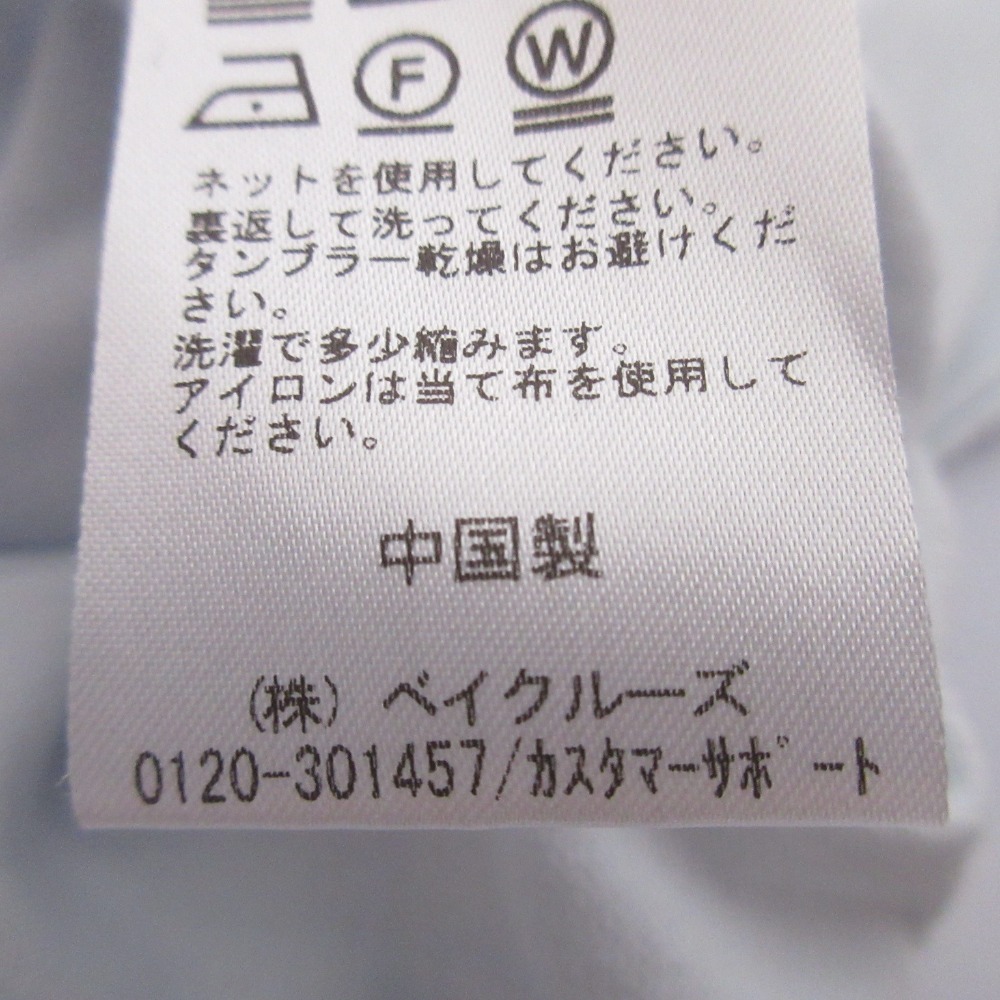 F W
ネットを使用してください。
裏返して洗ってください。
タンブラー乾燥はお避けくだ
さい。
洗濯で多少縮みます。
アイロンは当て布を使用して
ください。
中国製
(株) ベイクルーズ
0120-301457/カスタマーサポート